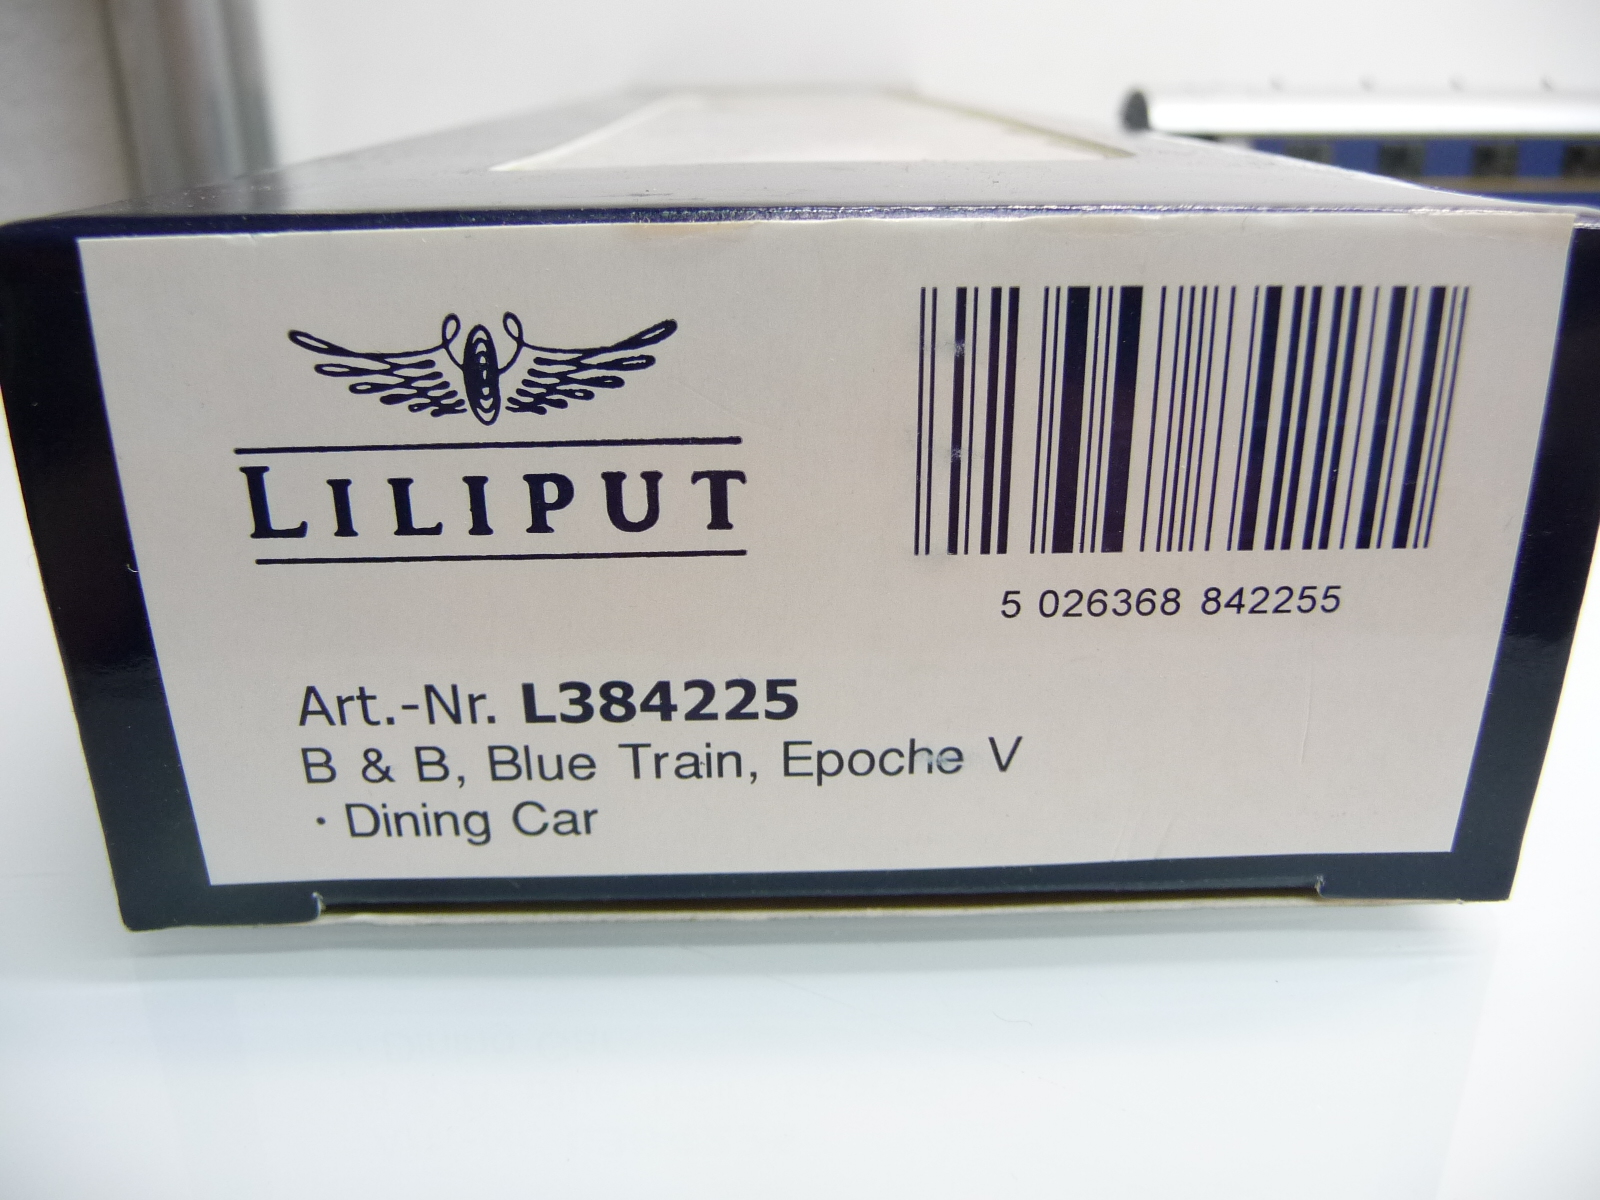 LILIPUT
5 026368 842255
Art.-Nr. L384225
B & B, Blue Train, Epoche V
· Dining Car